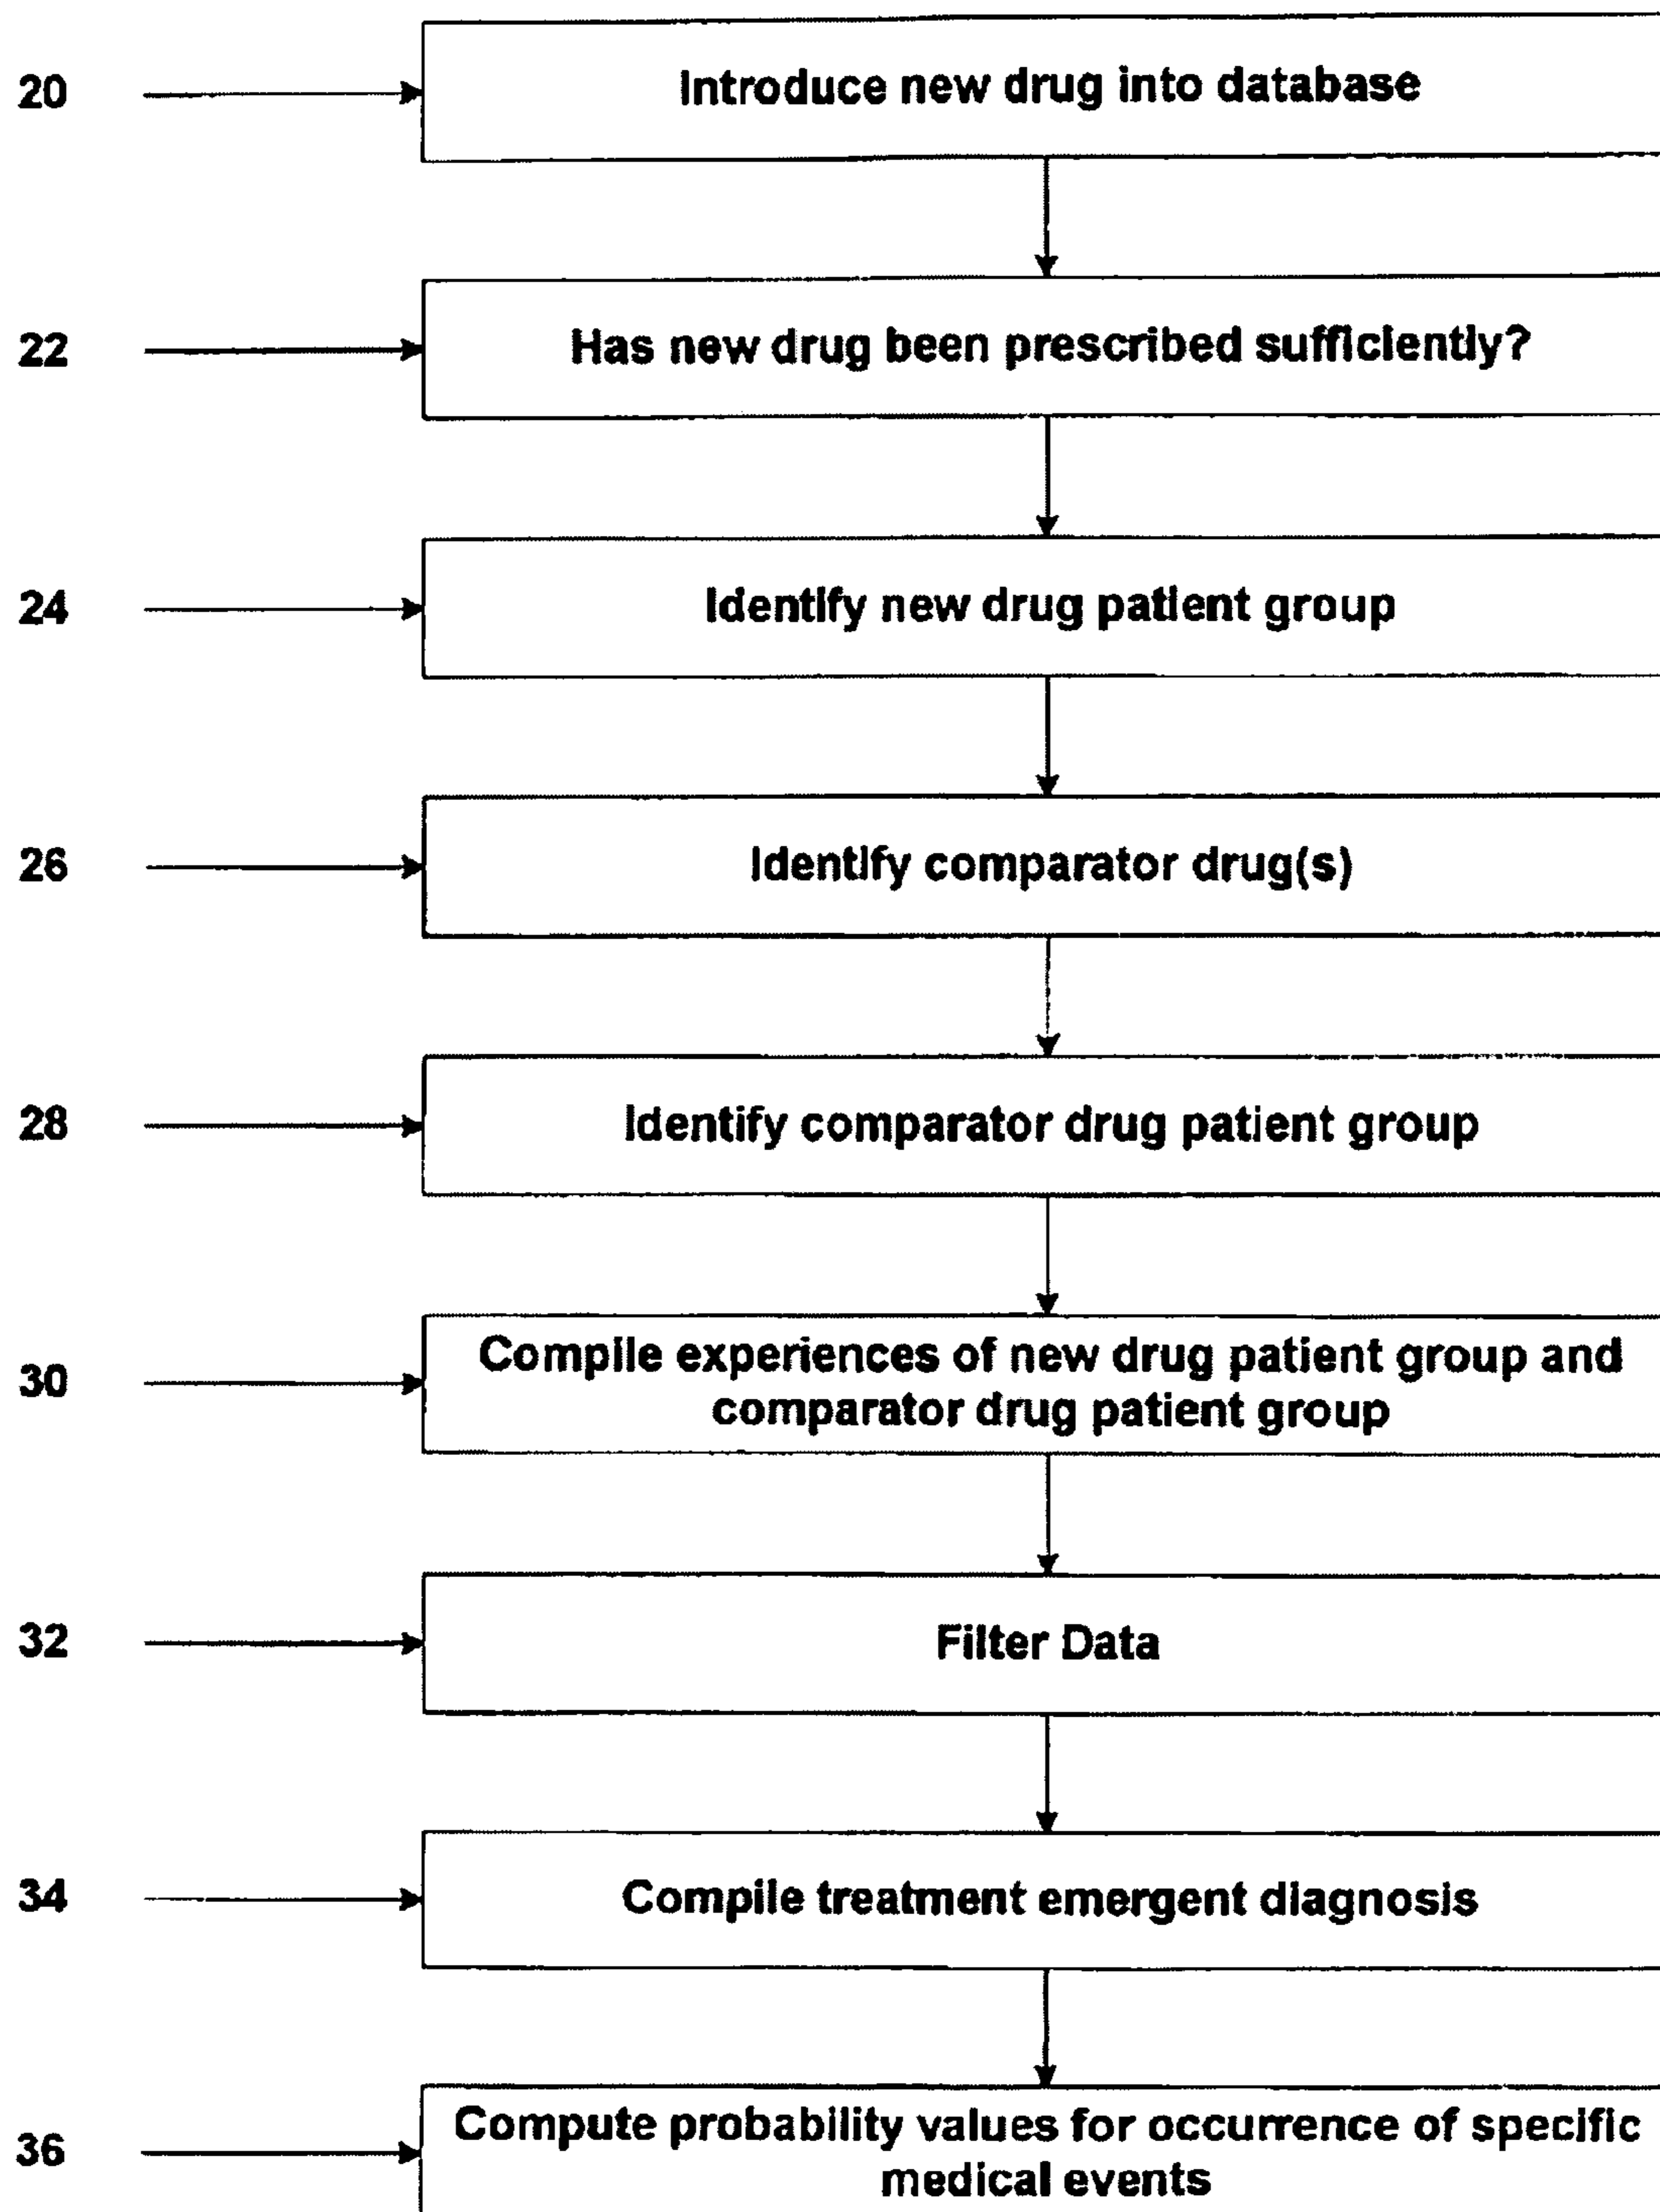 20
Introduce new drug into database
22
Has new drug been prescribed sufficiently?
24
Identify new drug patient group
26
Identify comparator drug(s)
28
Identify comparator drug patient group
30
Compile experiences of new drug patient group and
comparator drug patient group
32
Filter Data
34
Compile treatment emergent diagnosis
36
Compute probability values for occurrence of specific
medical events